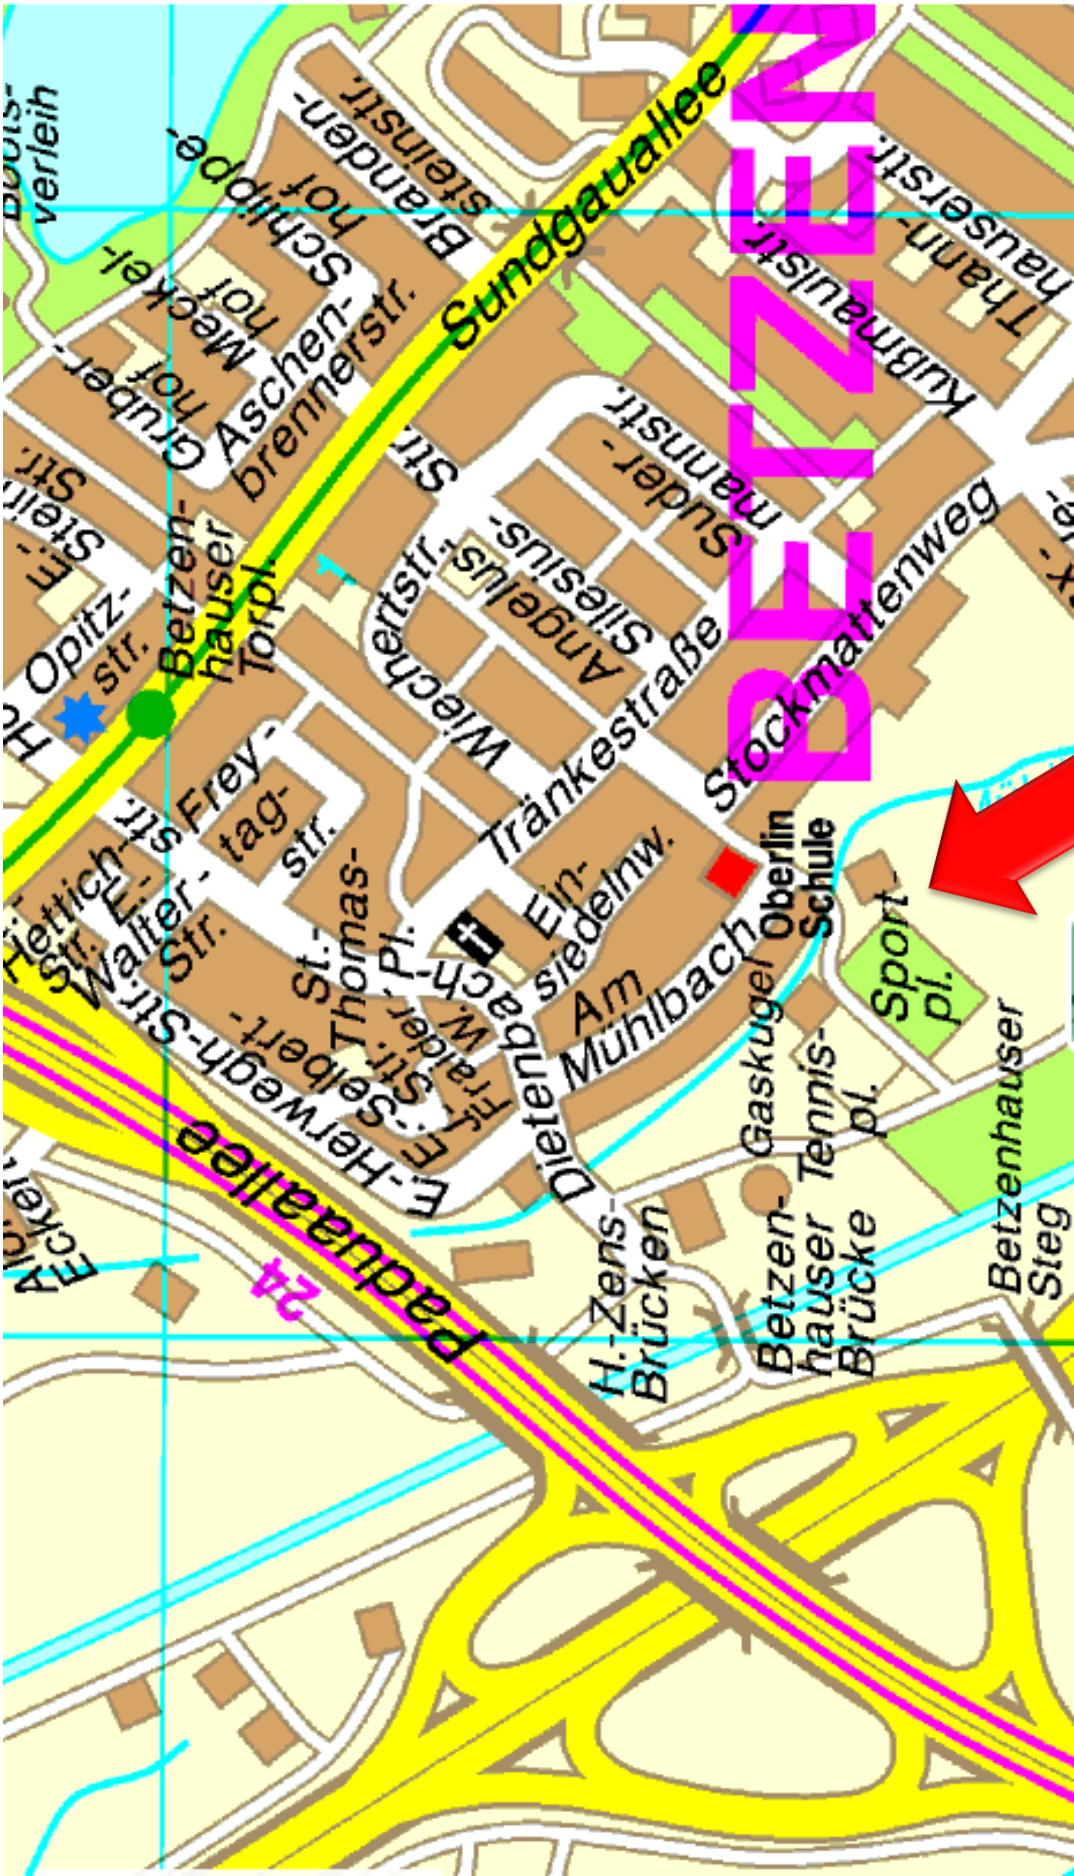 verleih
Schlippe-
hof
Branden-
steinstr.
Meckel-
hof
Gruber-
hof
Aschen-
brennerstr.
Sundgauallee
Thann-
hauserstr.
Kußmaulstr.
BETZEN
Suder-
mannstr.
Str.
Angelus-
Silesius-
Wiechertstr.
Tränkestraße
Stockmattenweg
E.-
Stein
Str.
Opitz-
str.
Betzen-
hauser
Torpl.
1
Frey-
tag-
str.
Hettich-
Str.
Walter-
Str.
St.-
Thomas-
Pl.
Ein-
siedelnw.
Am
Mühlbach
Oberlin
Schule
Sport-
pl.
Dietenbach
W.
E.-Herwegh-Str.
E.-Selbert-
Str.
Gaskugel
Tennis-
pl.
Betzenhauser
Steg
Betzen-
hauser
Brücke
H.-Zens-
Brücken
Paduaallee
24